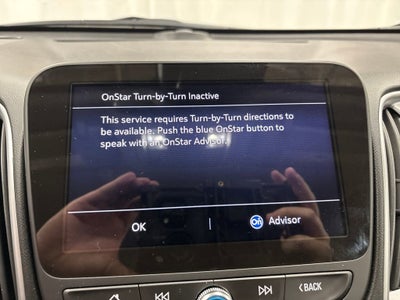 OnStar Turn-by-Turn Inactive
This service requires Turn-by-Turn directions to
be available. Push the blue OnStar button to
speak with an OnStar Advisor.
OK
On Advisor
BACK